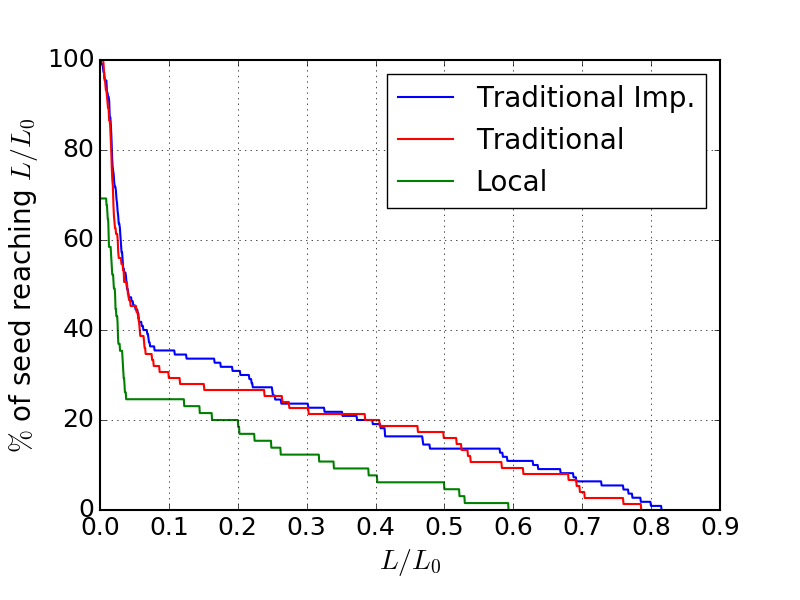 % of seed reaching L/L₀
100
80
60
40
20
0
Traditional Imp.
Traditional
Local
0.0 0.1 0.2 0.3 0.4 0.5 0.6 0.7 0.8 0.9
L/L₀